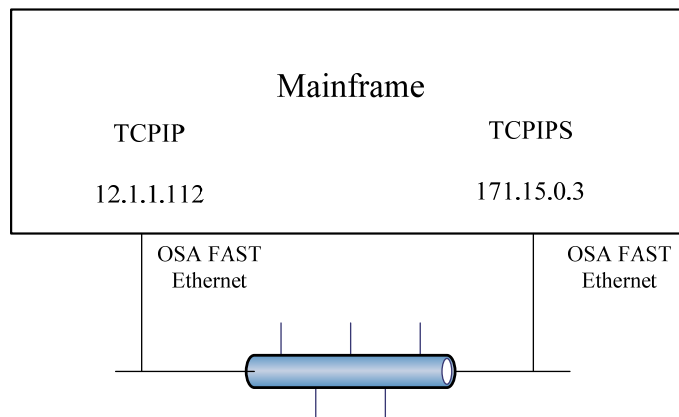 Mainframe
TCPIP
12.1.1.112
OSA FAST
Ethernet
TCPIPS
171.15.0.3
OSA FAST
Ethernet